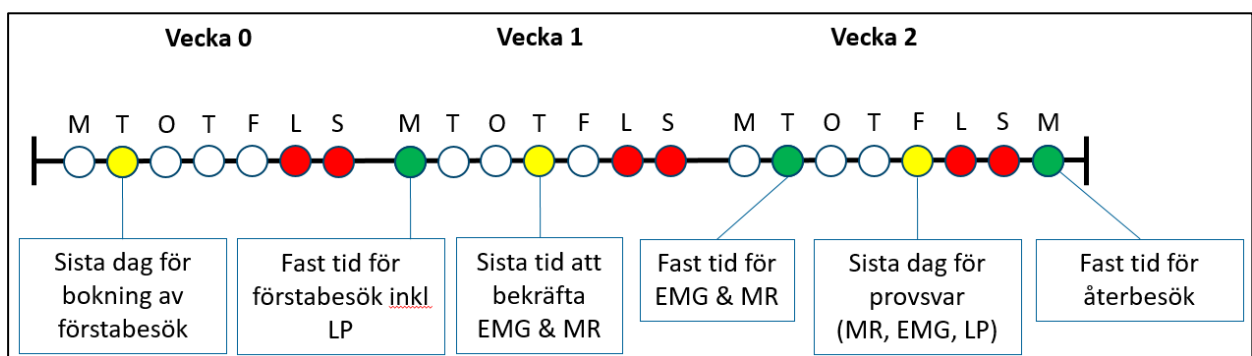 Vecka 0
Vecka 1
Vecka 2
M T O T F L S M T O T F L S M T O T F L S M
Sista dag för
bokning av
förstabesök
Fast tid för
förstabesök inkl
LP
Sista tid att
bekräfta
EMG & MR
Fast tid för
EMG & MR
Sista dag för
provsvar
(MR, EMG, LP)
Fast tid för
återbesök